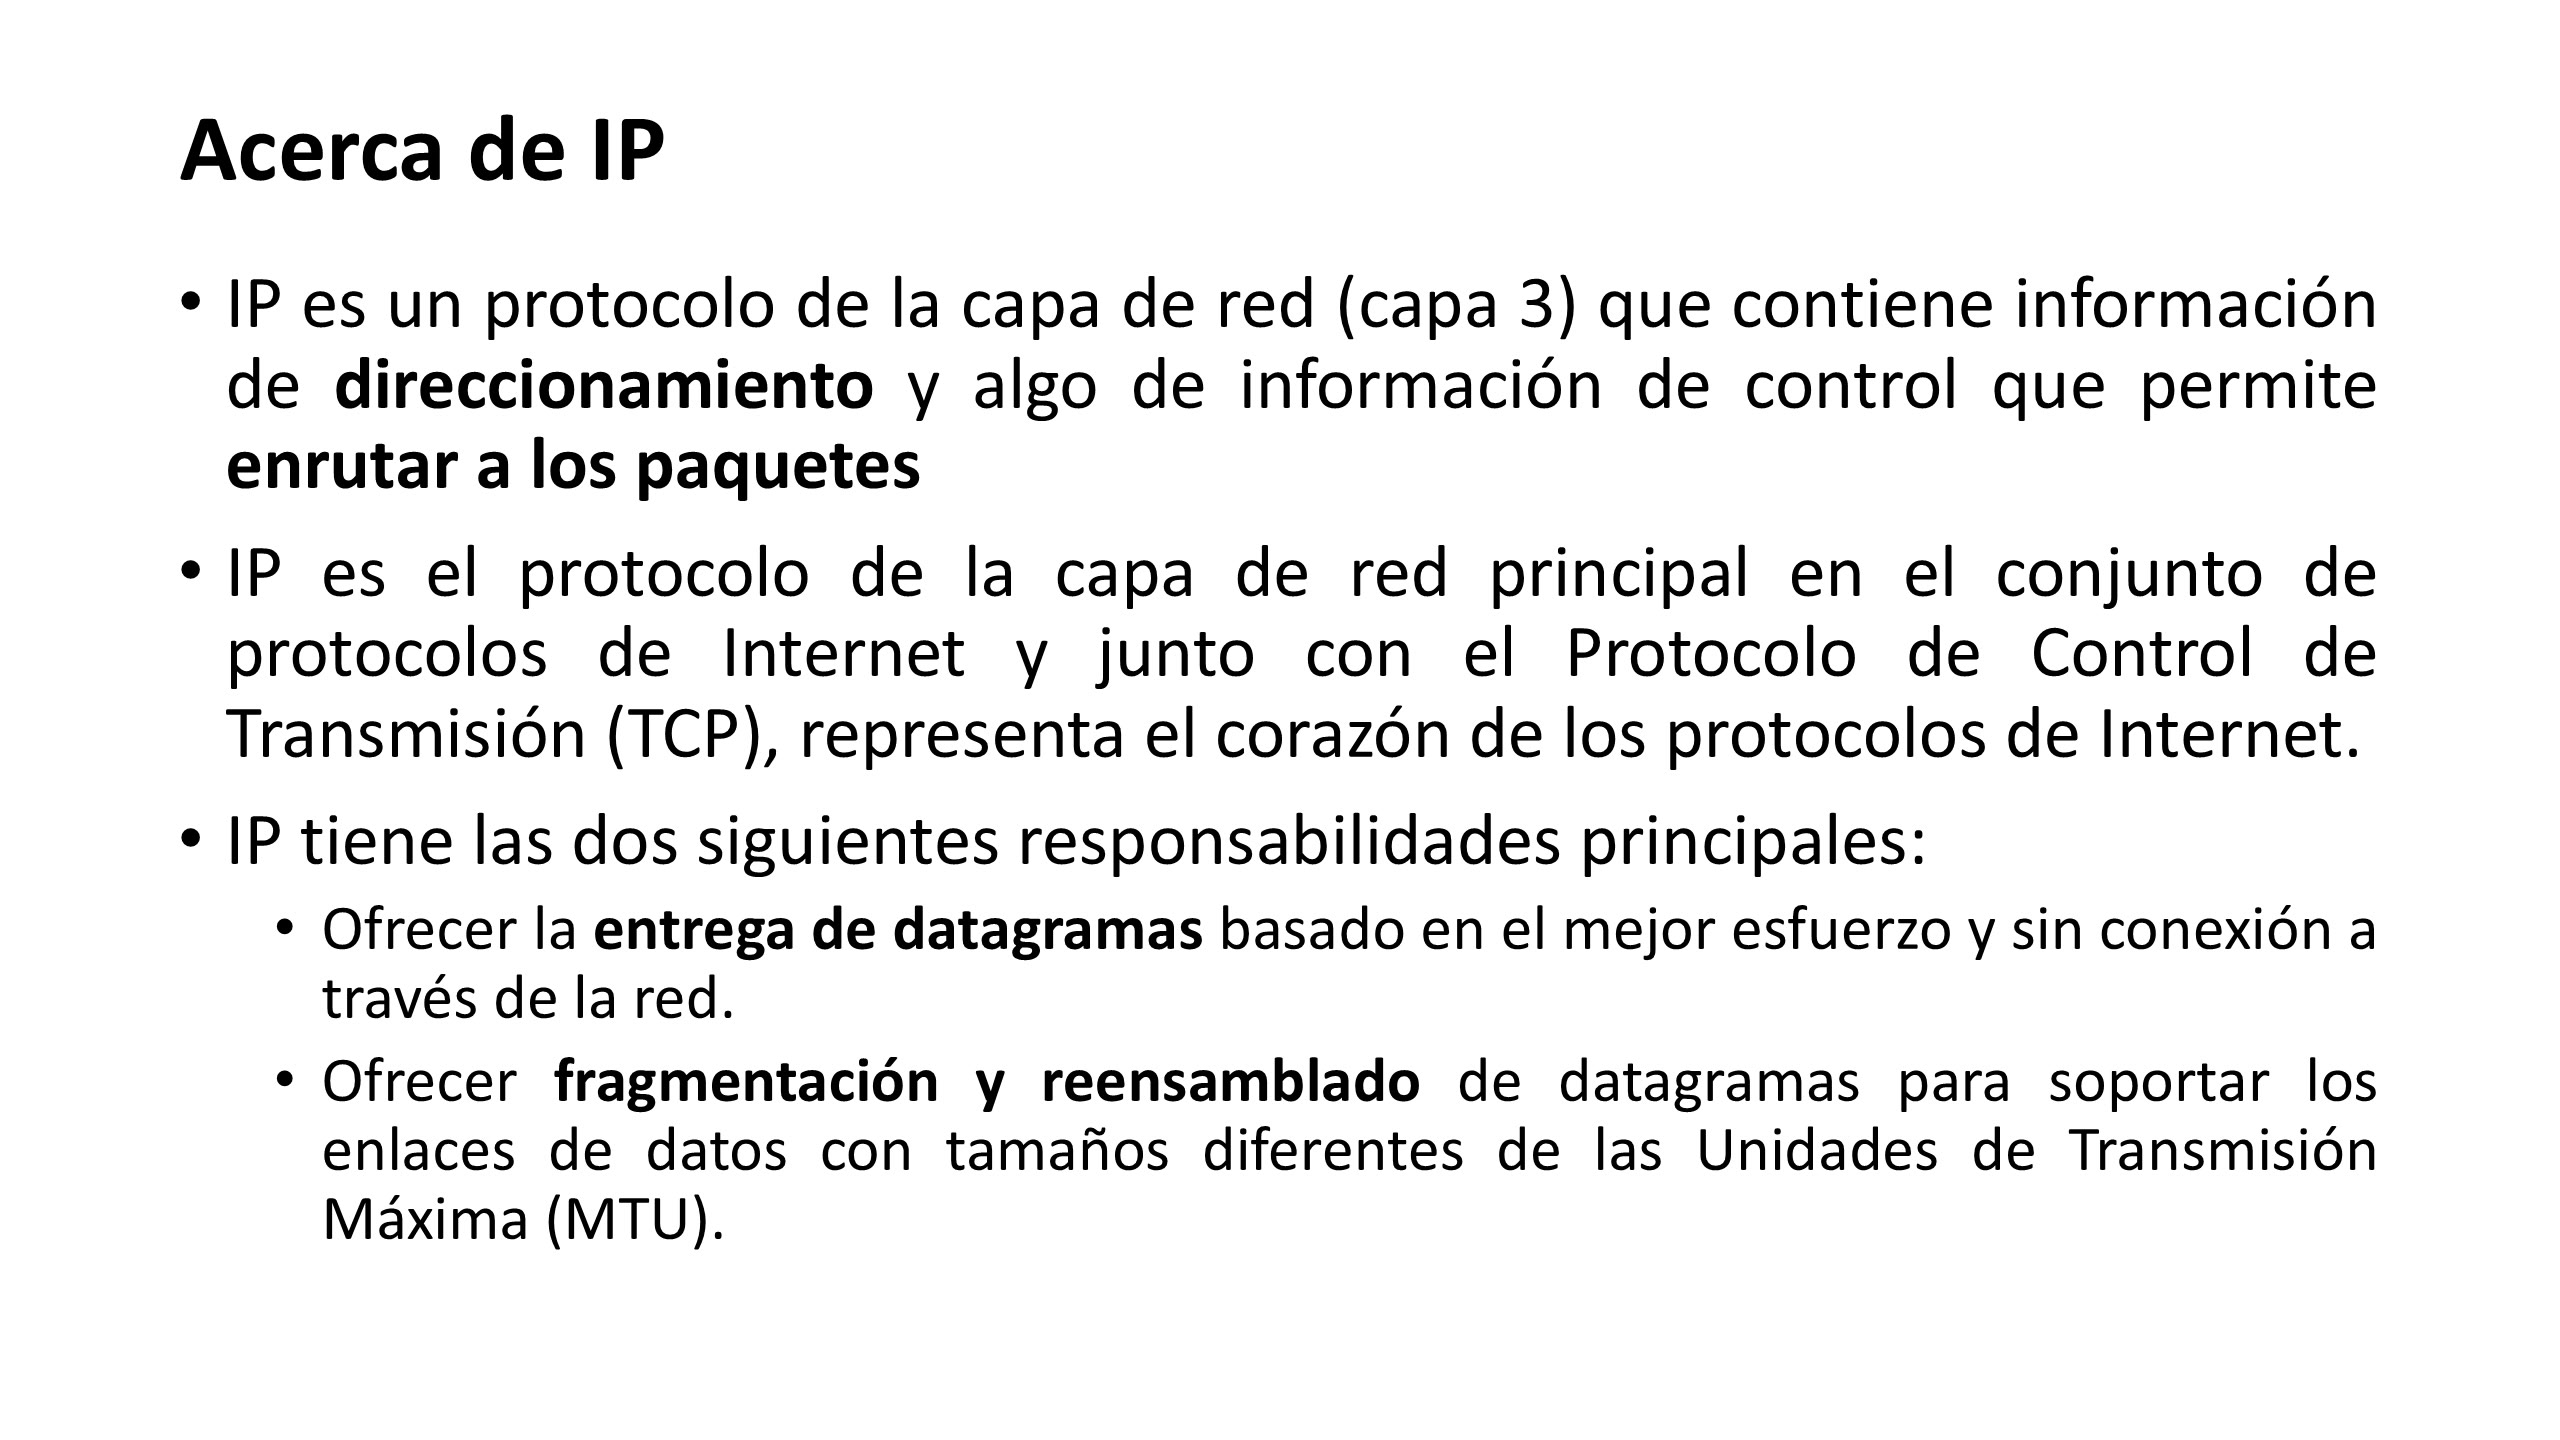 Acerca de IP
• IP es un protocolo de la capa de red (capa 3) que contiene información
de direccionamiento y algo de información de control que permite
enrutar a los paquetes
• IP es el protocolo de la capa de red principal en el conjunto de
protocolos de Internet y junto con el Protocolo de Control de
Transmisión (TCP), representa el corazón de los protocolos de Internet.
• IP tiene las dos siguientes responsabilidades principales:
• Ofrecer la entrega de datagramas basado en el mejor esfuerzo y sin conexión a
través de la red.
• Ofrecer fragmentación y reensamblado de datagramas para soportar los
enlaces de datos con tamaños diferentes de las Unidades de Transmisión
Máxima (MTU).